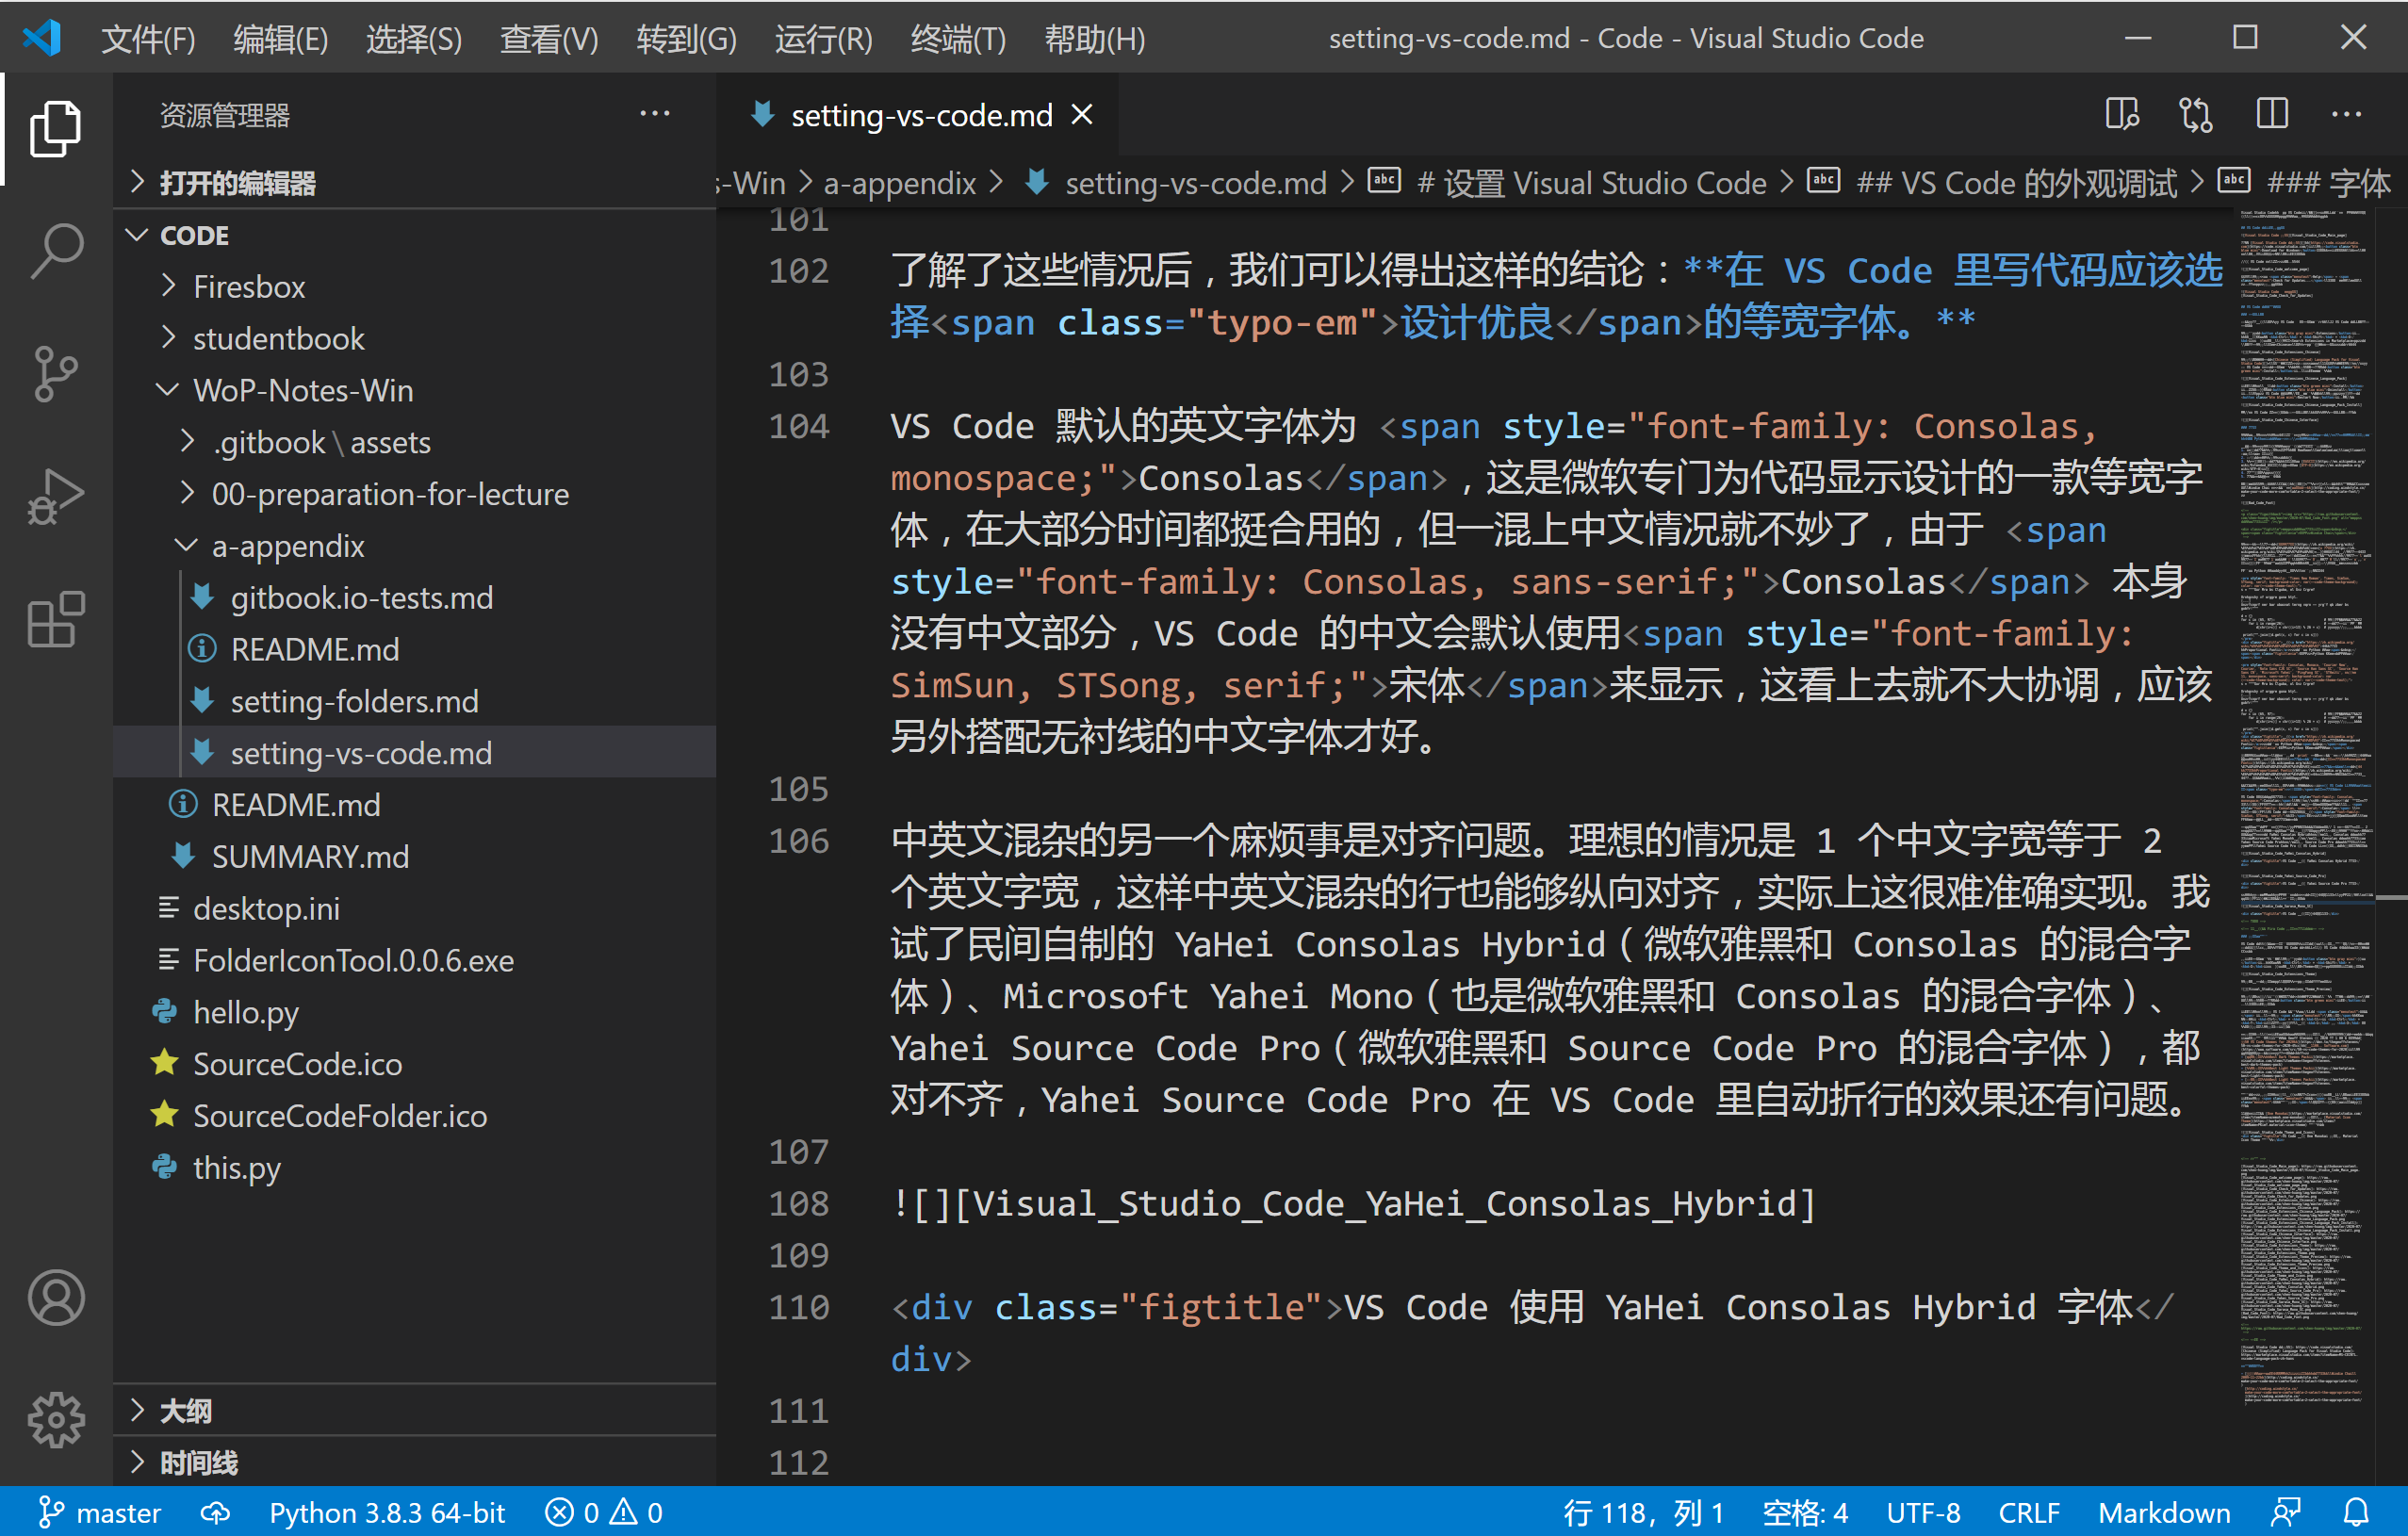 文件(F) 编辑(E) 选择(S) 查看(V) 转到(G) 运行(R) 终端(T) 帮助(H) setting-vs-code.md - Code - Visual Studio Code
资源管理器
打开的编辑器
CODE
Firesbox
studentbook
WoP-Notes-Win
.gitbook \ assets
00-preparation-for-lecture
a-appendix
gitbook.io-tests.md
README.md
setting-folders.md
setting-vs-code.md
README.md
SUMMARY.md
desktop.ini
FolderIconTool.0.0.6.exe
hello.py
SourceCode.ico
SourceCodeFolder.ico
this.py
大纲
时间线
setting-vs-code.md
s-Win > a-appendix > setting-vs-code.md > # 设置 Visual Studio Code > ## VS Code 的外观调试 > ### 字体
101
102 了解了这些情况后，我们可以得出这样的结论：**在 VS Code 里写代码应该选
择<span class="typo-em">设计优良</span>的等宽字体。**
103
104 VS Code 默认的英文字体为 <span style="font-family: Consolas,
monospace;">Consolas</span>，这是微软专门为代码显示设计的一款等宽字
体，在大部分时间都挺合用的，但一混上中文情况就不妙了，由于 <span
style="font-family: Consolas, sans-serif;">Consolas</span> 本身
没有中文部分，VS Code 的中文会默认使用<span style="font-family:
SimSun, STSong, serif;">宋体</span>来显示，这看上去就不大协调，应该
另外搭配无衬线的中文字体才好。
105
106 中英文混杂的另一个麻烦事是对齐问题。理想的情况是 1 个中文字宽等于 2
个英文字宽，这样中英文混杂的行也能够纵向对齐，实际上这很难准确实现。我
试了民间自制的 YaHei Consolas Hybrid（微软雅黑和 Consolas 的混合字
体）、Microsoft Yahei Mono（也是微软雅黑和 Consolas 的混合字体）、
Yahei Source Code Pro（微软雅黑和 Source Code Pro 的混合字体），都
对不齐，Yahei Source Code Pro 在 VS Code 里自动折行的效果还有问题。
107
108 ![][Visual_Studio_Code_YaHei_Consolas_Hybrid]
109
110 <div class="figtitle">VS Code 使用 YaHei Consolas Hybrid 字体</
div>
111
112
master Python 3.8.3 64-bit 0 0 行 118，列 1 空格: 4 UTF-8 CRLF Markdown